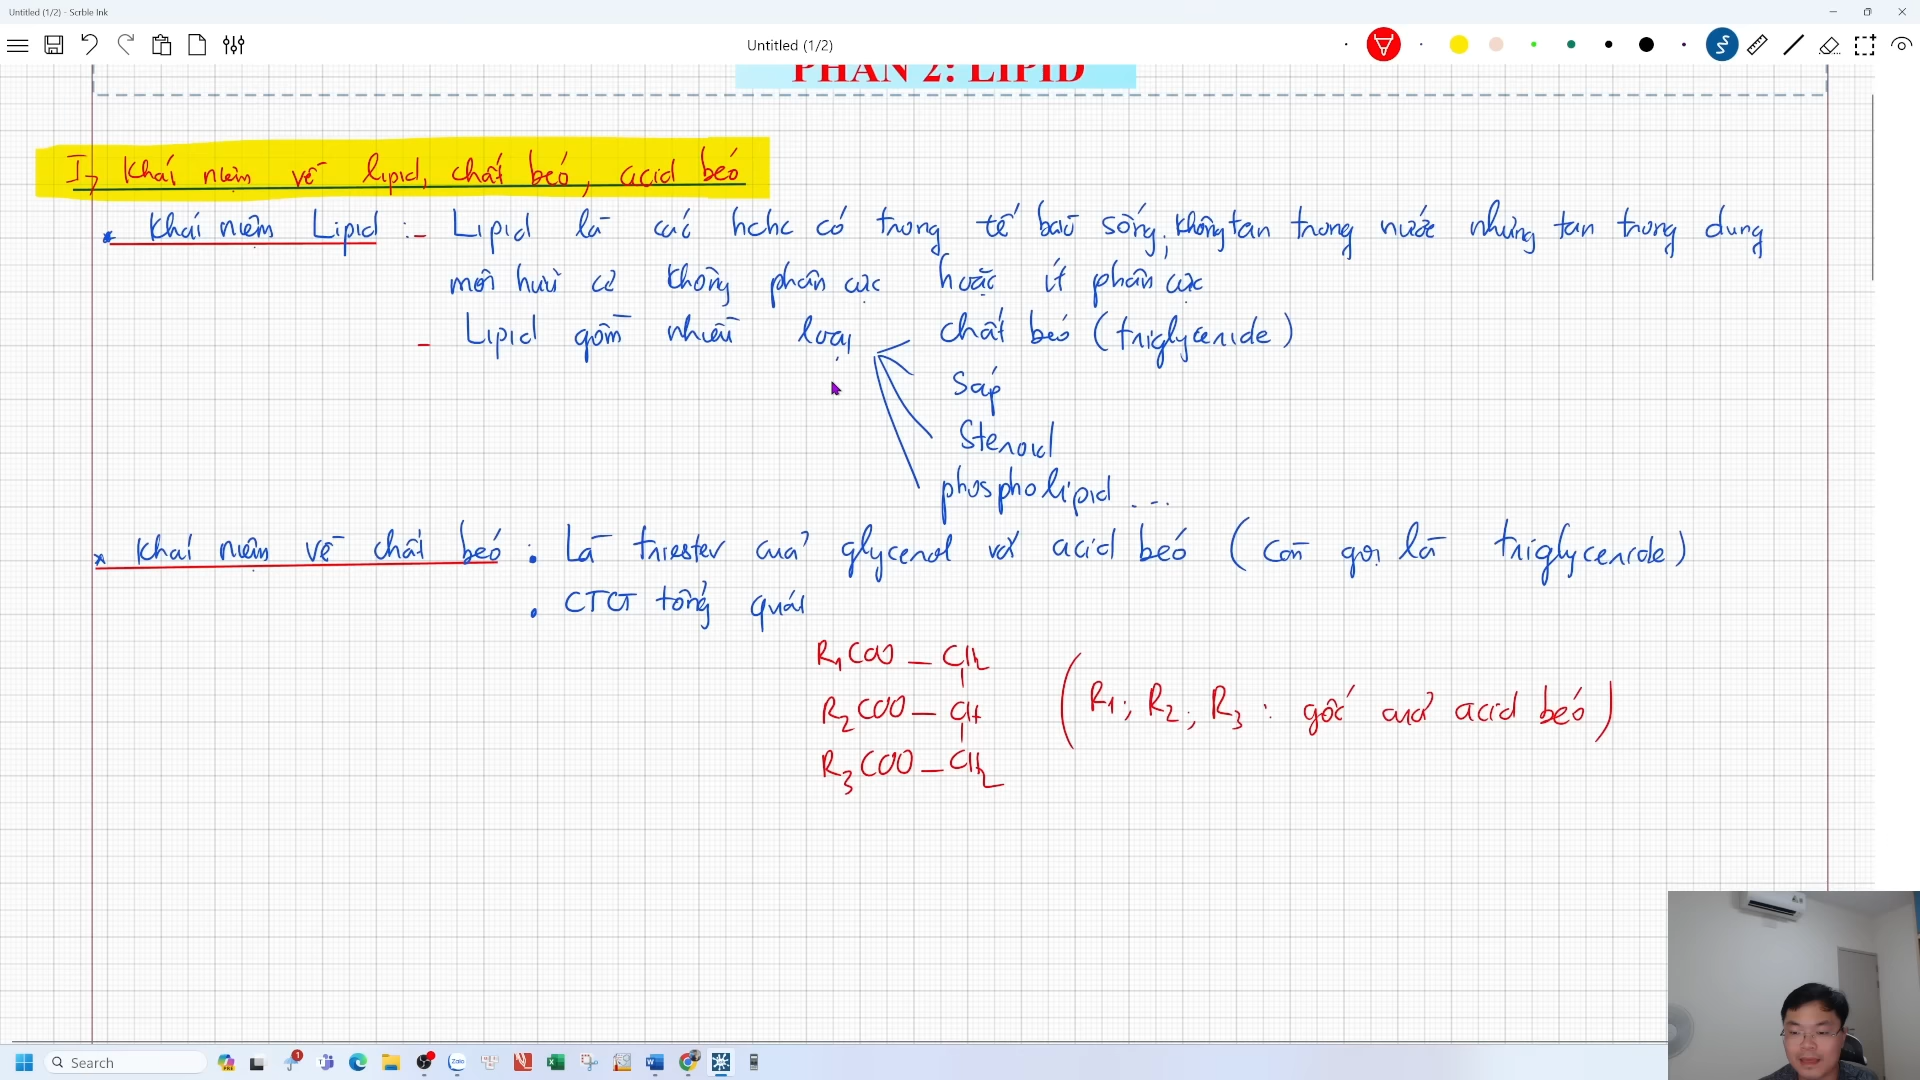 Untitled (1/2) - Scrble Ink
Untitled (1/2)
PHẦN 2: LIPID
I, Khái niệm về lipid, chất béo, acid béo
* Khái niệm Lipid : - Lipid là các hchc có trong tế bào sống, không tan trong nước nhưng tan trong dung
môi hữu cơ không phân cực hoặc ít phân cực
- Lipid gồm nhiều loại chất béo (triglyceride)
Sáp
Steroid
phospholipid ...
* Khái niệm về chất béo : • Là triester của glycerol với acid béo (còn gọi là triglyceride)
• CTCT tổng quát
R₁COO – CH₂
R₂COO – CH (R₁; R₂; R₃ : gốc của acid béo)
R₃COO – CH₂
Search